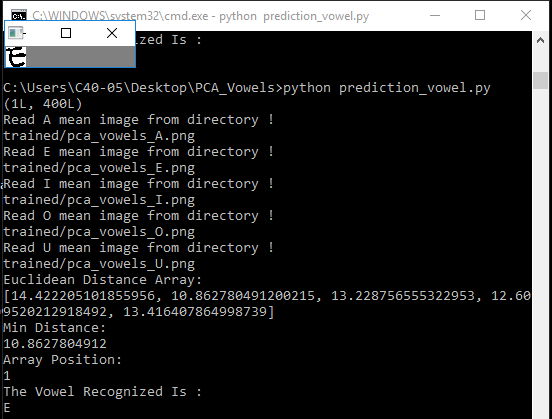 C:\WINDOWS\system32\cmd.exe - python  prediction_vowel.py
zed Is :
E
C:\Users\C40-05\Desktop\PCA_Vowels>python prediction_vowel.py
(1L, 400L)
Read A mean image from directory !
trained/pca_vowels_A.png
Read E mean image from directory !
trained/pca_vowels_E.png
Read I mean image from directory !
trained/pca_vowels_I.png
Read O mean image from directory !
trained/pca_vowels_O.png
Read U mean image from directory !
trained/pca_vowels_U.png
Euclidean Distance Array:
[14.422205101855956, 10.862780491200215, 13.228756555322953, 12.60
9520212918492, 13.416407864998739]
Min Distance:
10.8627804912
Array Position:
1
The Vowel Recognized Is :
E